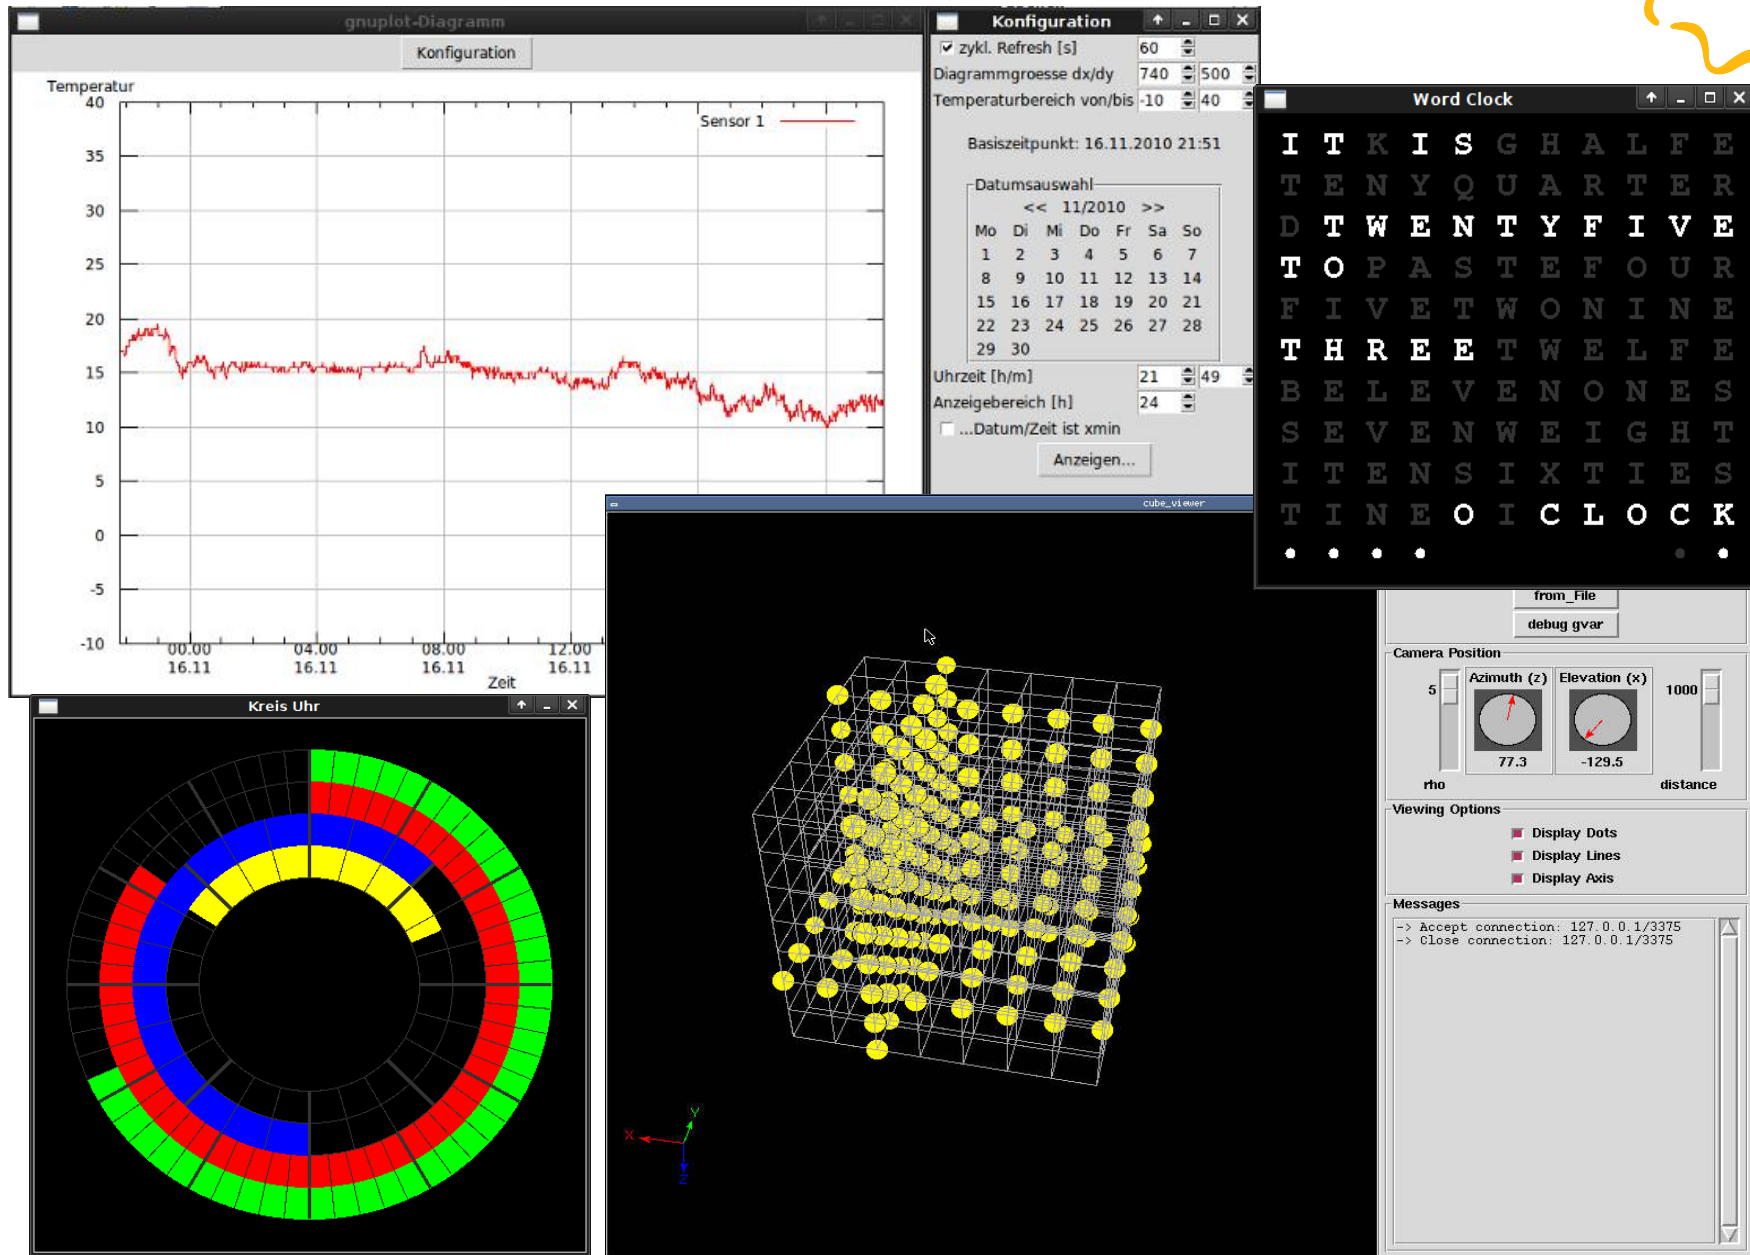 gnuplot-Diagramm
Konfiguration
Temperatur
40
35
30
25
20
15
10
5
0
-5
-10
Sensor 1
00.00 04.00 08.00 12.00
16.11 16.11 16.11 16.11
Zeit
Konfiguration
zykl. Refresh [s] 60
Diagrammgroesse dx/dy 740 500
Temperaturbereich von/bis -10 40
Basiszeitpunkt: 16.11.2010 21:51
Datumsauswahl
<< 11/2010 >>
Mo Di Mi Do Fr Sa So
1 2 3 4 5 6 7
8 9 10 11 12 13 14
15 16 17 18 19 20 21
22 23 24 25 26 27 28
29 30
Uhrzeit [h/m] 21 49
Anzeigebereich [h] 24
...Datum/Zeit ist xmin
Anzeigen...
Word Clock
I T K I S G H A L F E
T E N Y Q U A R T E R
D T W E N T Y F I V E
T O P A S T E F O U R
F I V E T W O N I N E
T H R E E T W E L F E
B E L E V E N O N E S
S E V E N W E I G H T
I T E N S I X T I E S
T I N E O I C L O C K
cube_viewer
X
Y
Z
from_File
debug gvar
Camera Position
Azimuth (z) Elevation (x)
5 1000
77.3 -129.5
rho distance
Viewing Options
Display Dots
Display Lines
Display Axis
Messages
-> Accept connection: 127.0.0.1/3375
-> Close connection: 127.0.0.1/3375
Kreis Uhr